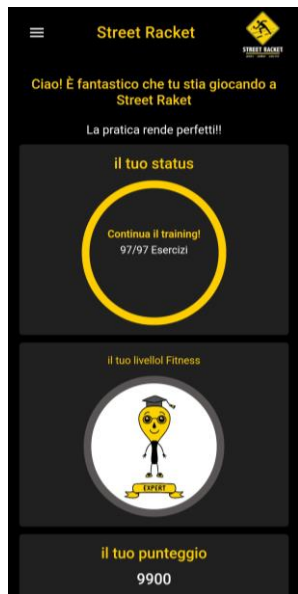 Street Racket
STREET RACKET
Ciao! È fantastico che tu stia giocando a
Street Raket
La pratica rende perfetti!!
il tuo status
Continua il training!
97/97 Esercizi
il tuo livellol Fitness
EXPERT
il tuo punteggio
9900